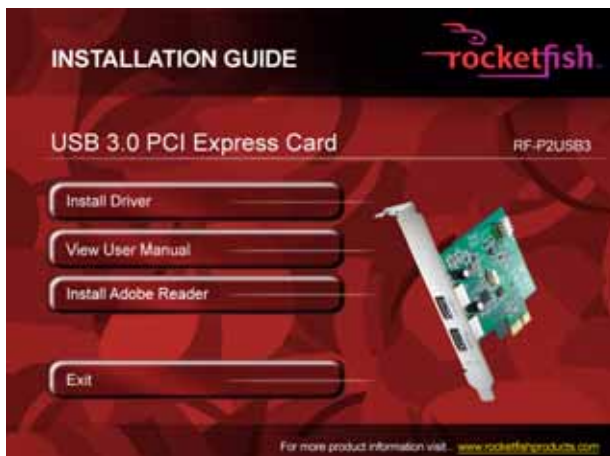 INSTALLATION GUIDE
rocketfish
USB 3.0 PCI Express Card
RF-P2USB3
Install Driver
View User Manual
Install Adobe Reader
Exit
For more product information visit... www.rocketfishproducts.com